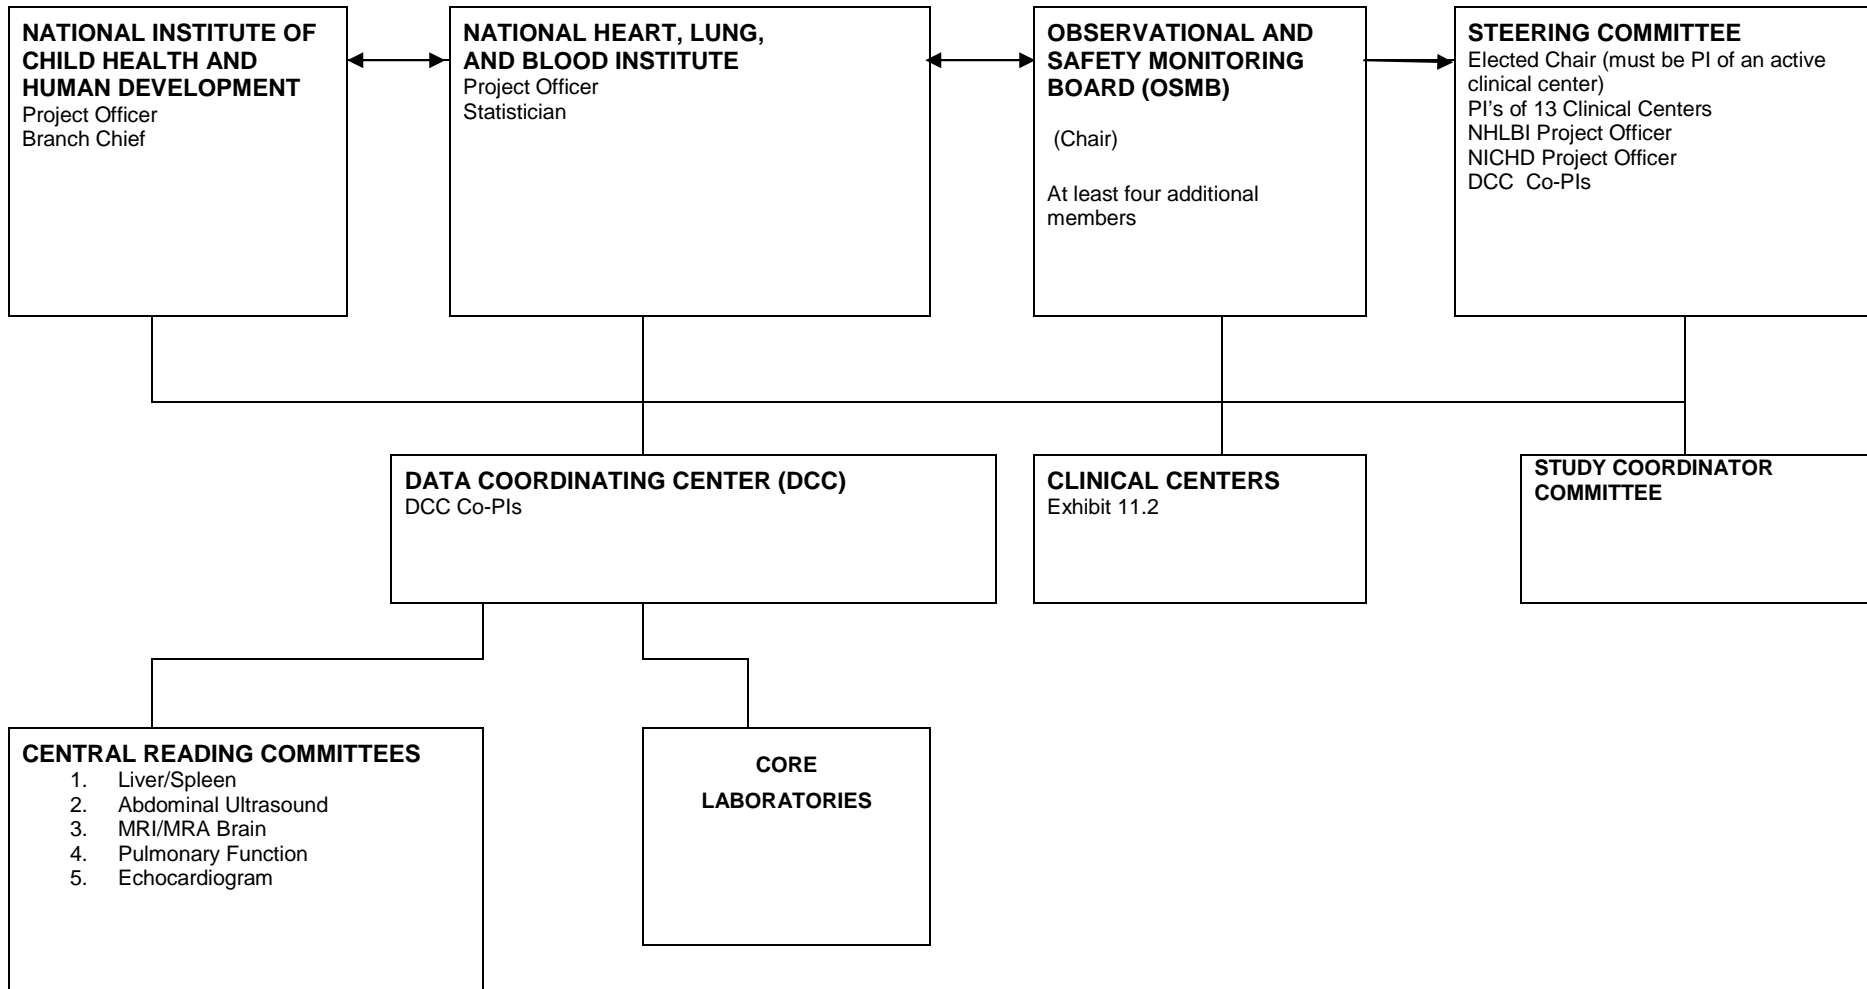 NATIONAL INSTITUTE OF
CHILD HEALTH AND
HUMAN DEVELOPMENT
Project Officer
Branch Chief
NATIONAL HEART, LUNG,
AND BLOOD INSTITUTE
Project Officer
Statistician
OBSERVATIONAL AND
SAFETY MONITORING
BOARD (OSMB)
(Chair)
At least four additional
members
STEERING COMMITTEE
Elected Chair (must be PI of an active
clinical center)
PI's of 13 Clinical Centers
NHLBI Project Officer
NICHD Project Officer
DCC Co-PIs
DATA COORDINATING CENTER (DCC)
DCC Co-PIs
CLINICAL CENTERS
Exhibit 11.2
STUDY COORDINATOR
COMMITTEE
CENTRAL READING COMMITTEES
1. Liver/Spleen
2. Abdominal Ultrasound
3. MRI/MRA Brain
4. Pulmonary Function
5. Echocardiogram
CORE
LABORATORIES